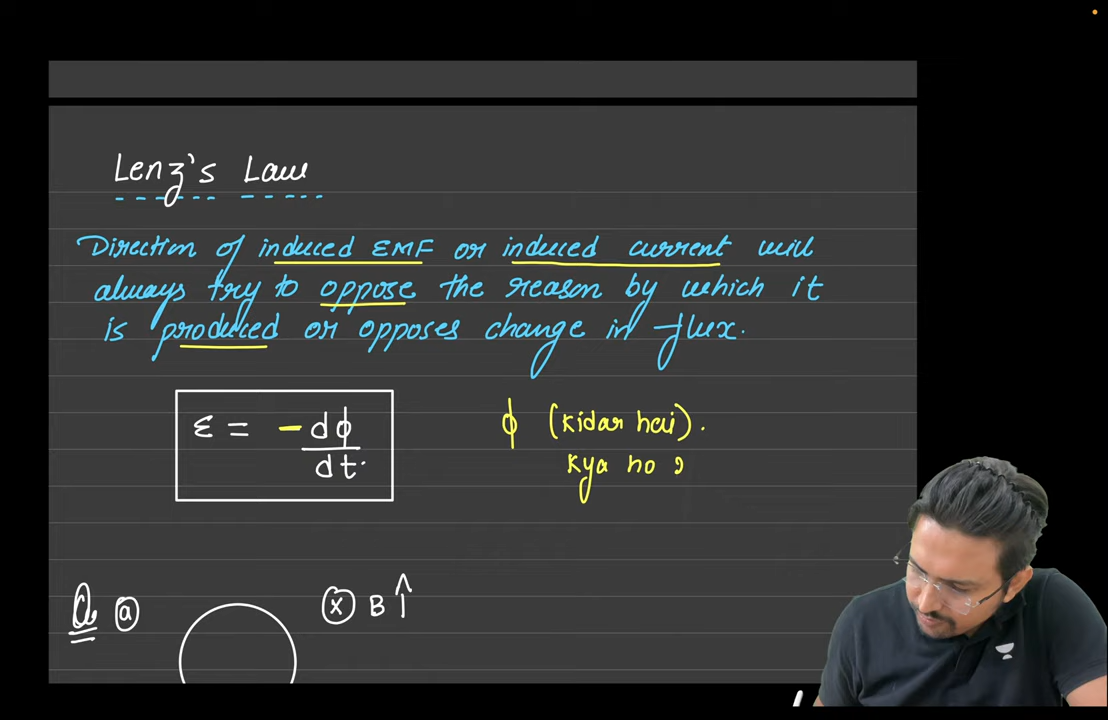 Lenz's Law
Direction of induced EMF or induced current will
always try to oppose the reason by which it
is produced or opposes change in flux.
ε = - dϕ/dt.
ϕ (kidar hai).
kya ho
Q (a) (x) B ↑